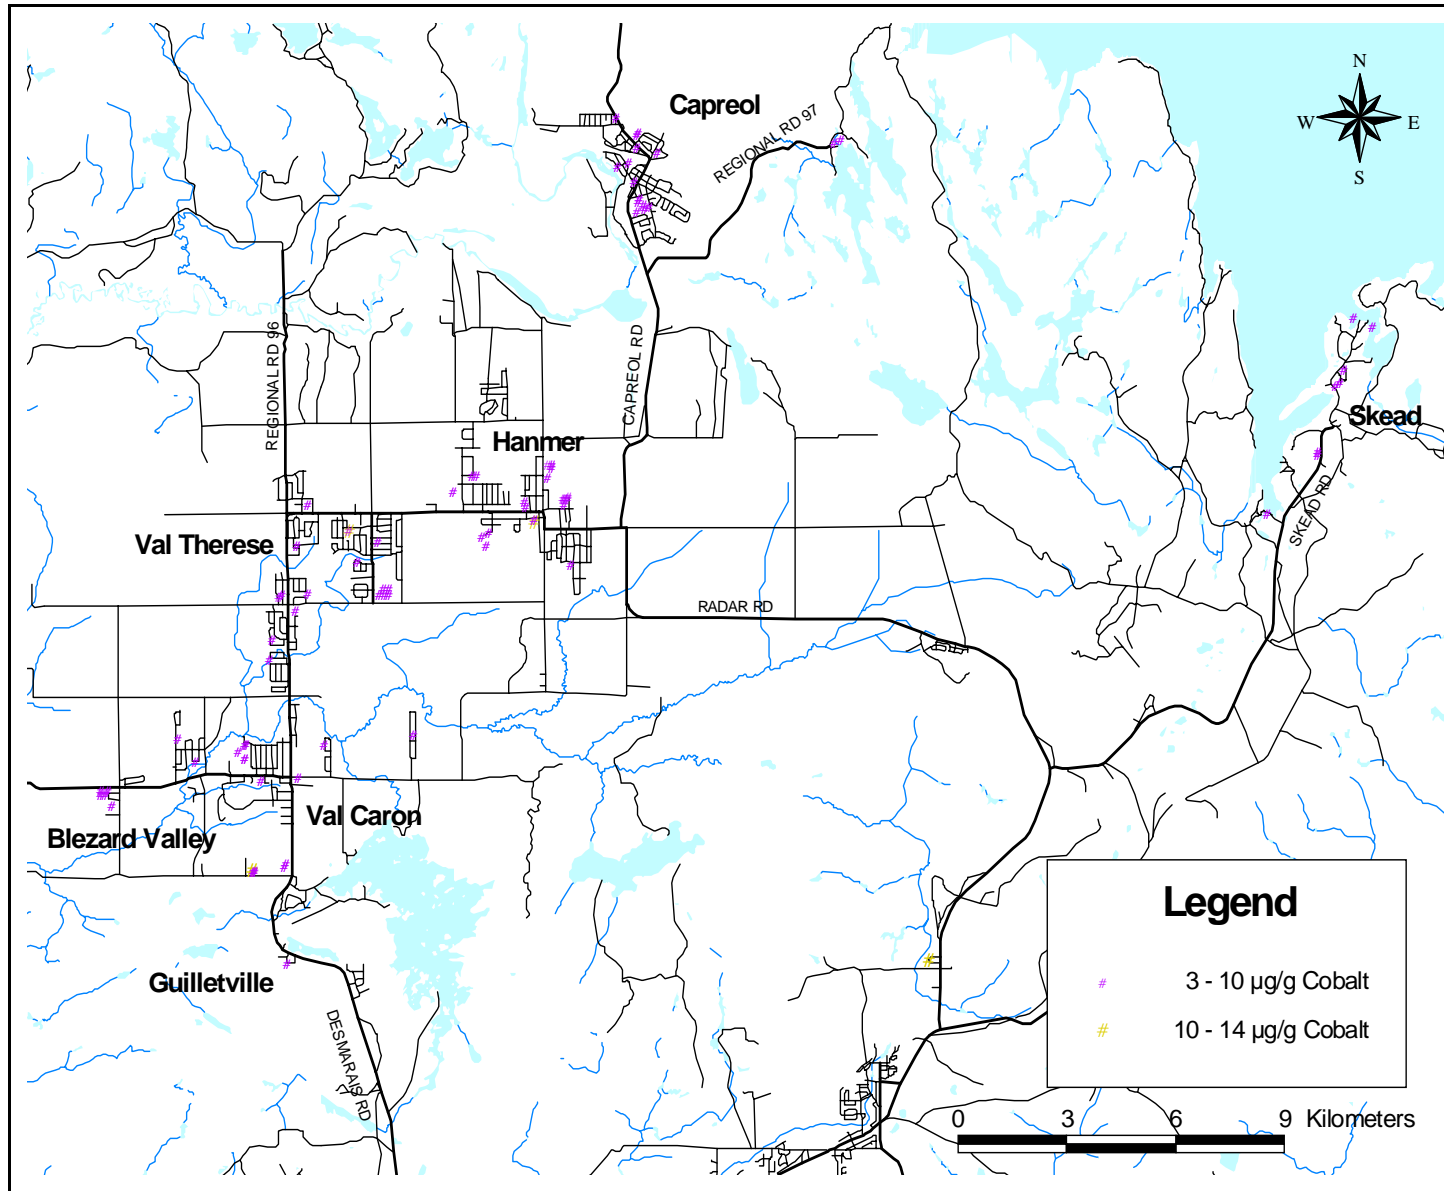 Capreol
REGIONAL RD 97
N
W E
S
REGIONAL RD 96
CAPREOL RD
Hanmer
Skead
SKEAD RD
Val Therese
RADAR RD
Val Caron
Blezard Valley
Guilletville
DESMARAIS RD
Legend
# 3 - 10 µg/g Cobalt
# 10 - 14 µg/g Cobalt
0 3 6 9 Kilometers